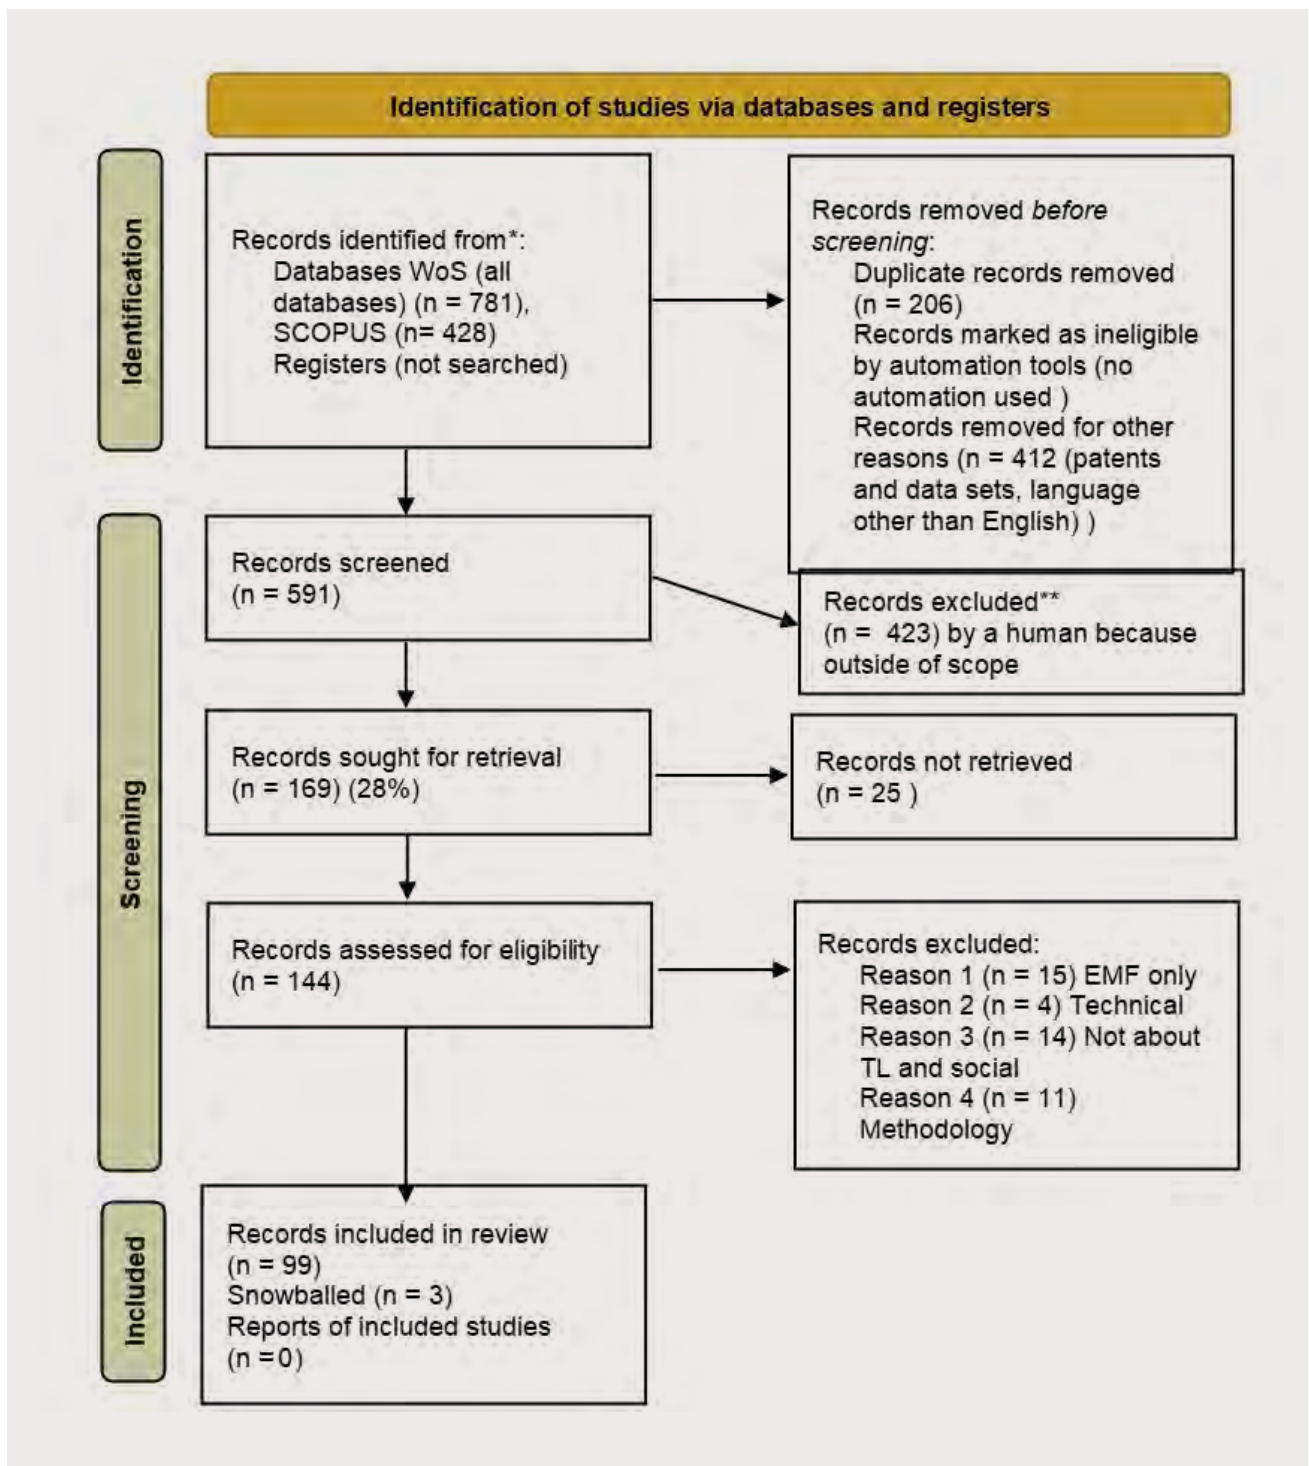 Identification of studies via databases and registers
Identification
Records identified from*:
Databases WoS (all
databases) (n = 781),
SCOPUS (n= 428)
Registers (not searched)
Records removed before
screening:
Duplicate records removed
(n = 206)
Records marked as ineligible
by automation tools (no
automation used )
Records removed for other
reasons (n = 412 (patents
and data sets, language
other than English) )
Screening
Records screened
(n = 591)
Records excluded**
(n = 423) by a human because
outside of scope
Records sought for retrieval
(n = 169) (28%)
Records not retrieved
(n = 25 )
Records assessed for eligibility
(n = 144)
Records excluded:
Reason 1 (n = 15) EMF only
Reason 2 (n = 4) Technical
Reason 3 (n = 14) Not about
TL and social
Reason 4 (n = 11)
Methodology
Included
Records included in review
(n = 99)
Snowballed (n = 3)
Reports of included studies
(n =0)